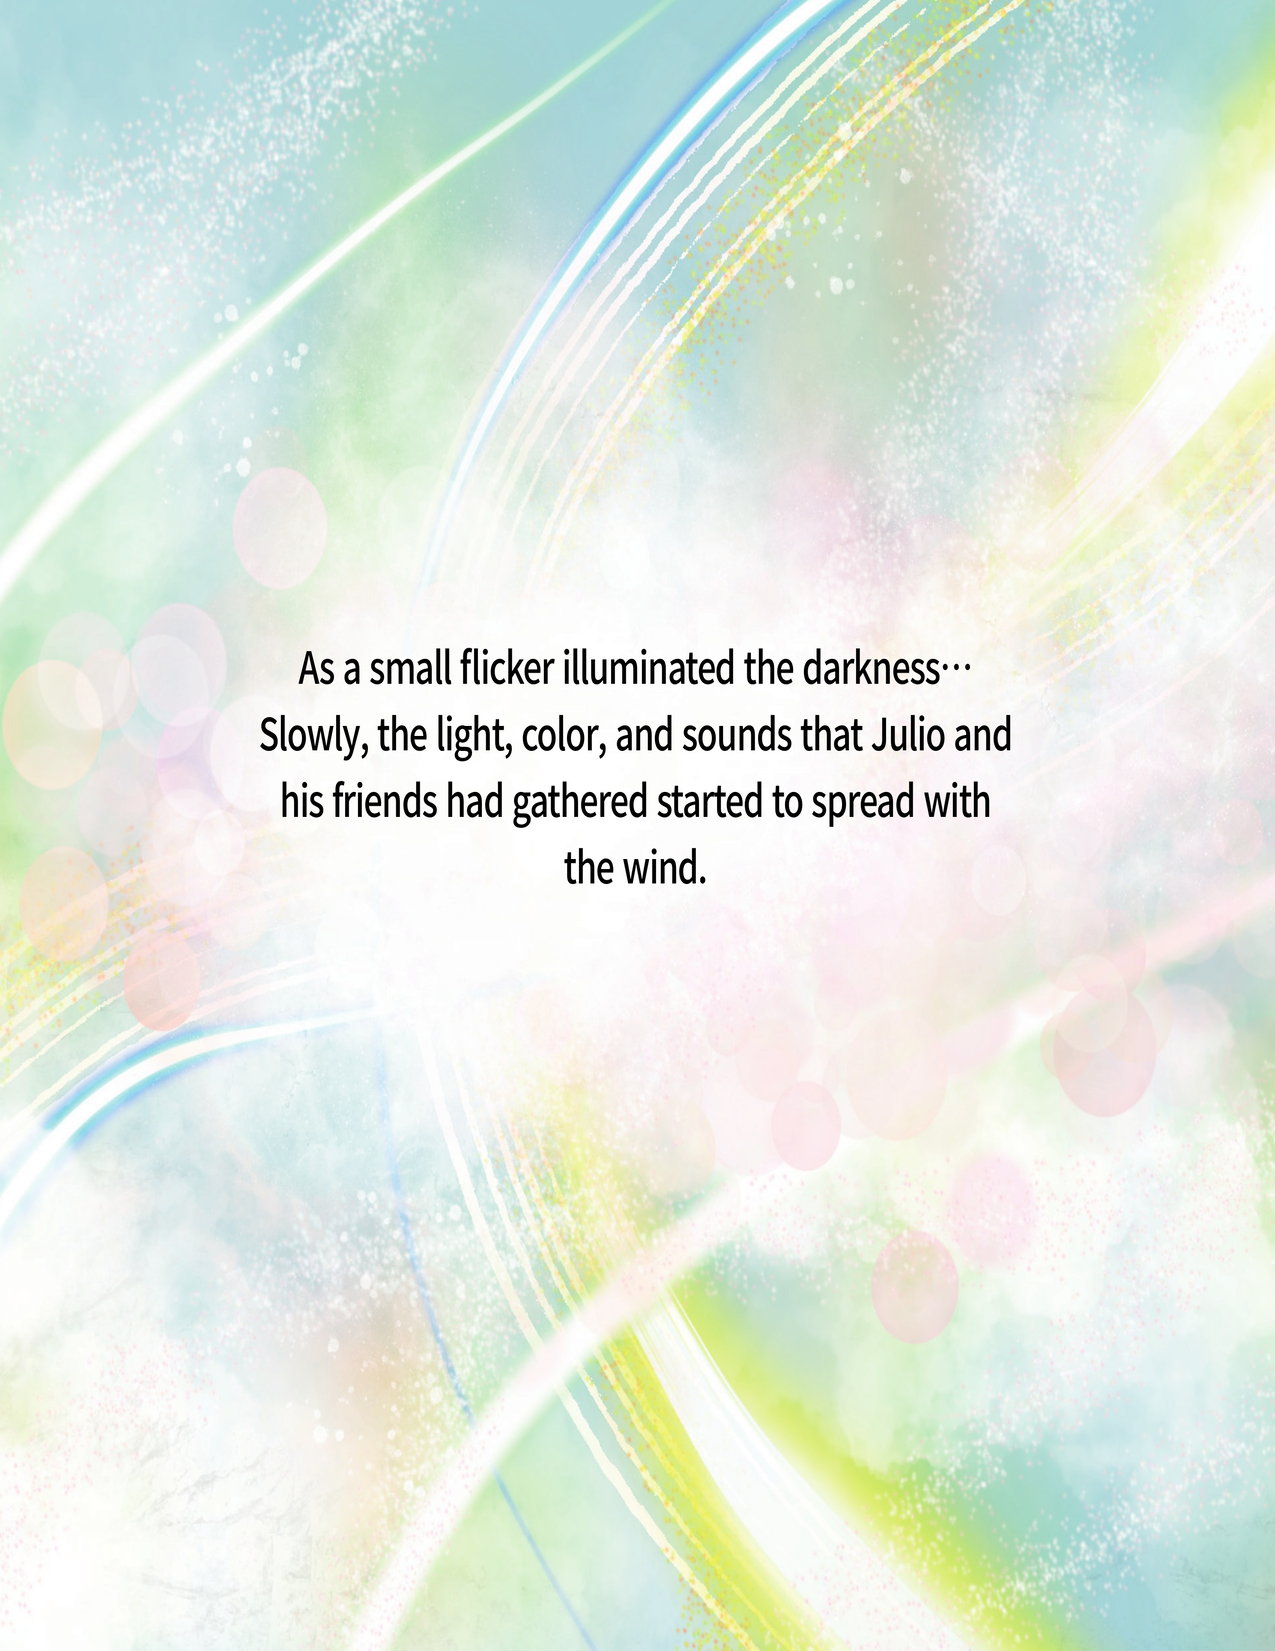 As a small flicker illuminated the darkness⋯
Slowly, the light, color, and sounds that Julio and
his friends had gathered started to spread with
the wind.